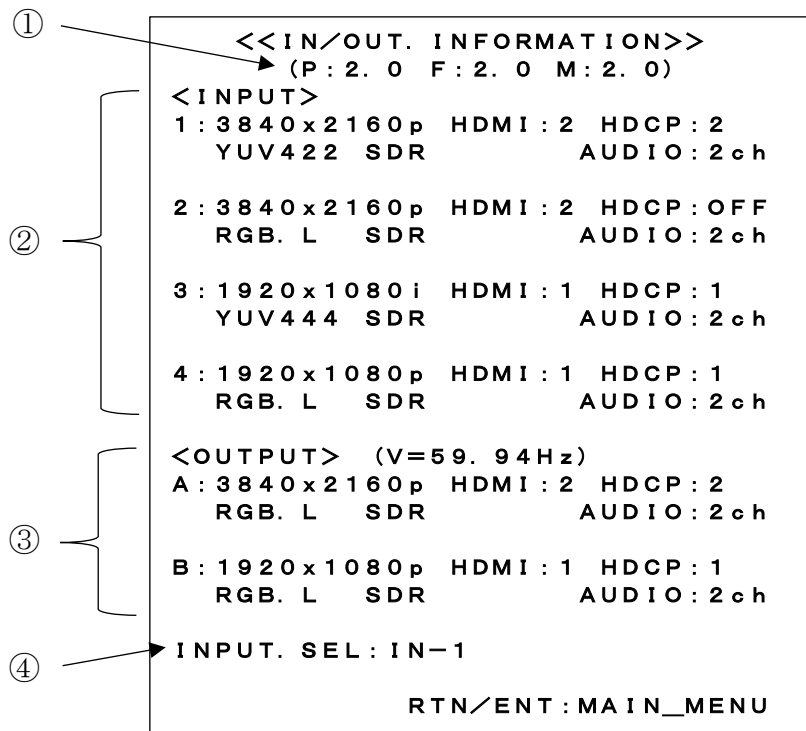 ①
<<IN/OUT. INFORMATION>>
(P:2. 0 F:2. 0 M:2. 0)
②
<INPUT>
1:3840x2160p HDMI:2 HDCP:2
YUV422 SDR AUDIO:2ch
2:3840x2160p HDMI:2 HDCP:OFF
RGB. L SDR AUDIO:2ch
3:1920x1080i HDMI:1 HDCP:1
YUV444 SDR AUDIO:2ch
4:1920x1080p HDMI:1 HDCP:1
RGB. L SDR AUDIO:2ch
③
<OUTPUT> (V=59. 94Hz)
A:3840x2160p HDMI:2 HDCP:2
RGB. L SDR AUDIO:2ch
B:1920x1080p HDMI:1 HDCP:1
RGB. L SDR AUDIO:2ch
④
INPUT. SEL:IN−1
RTN/ENT:MAIN_MENU